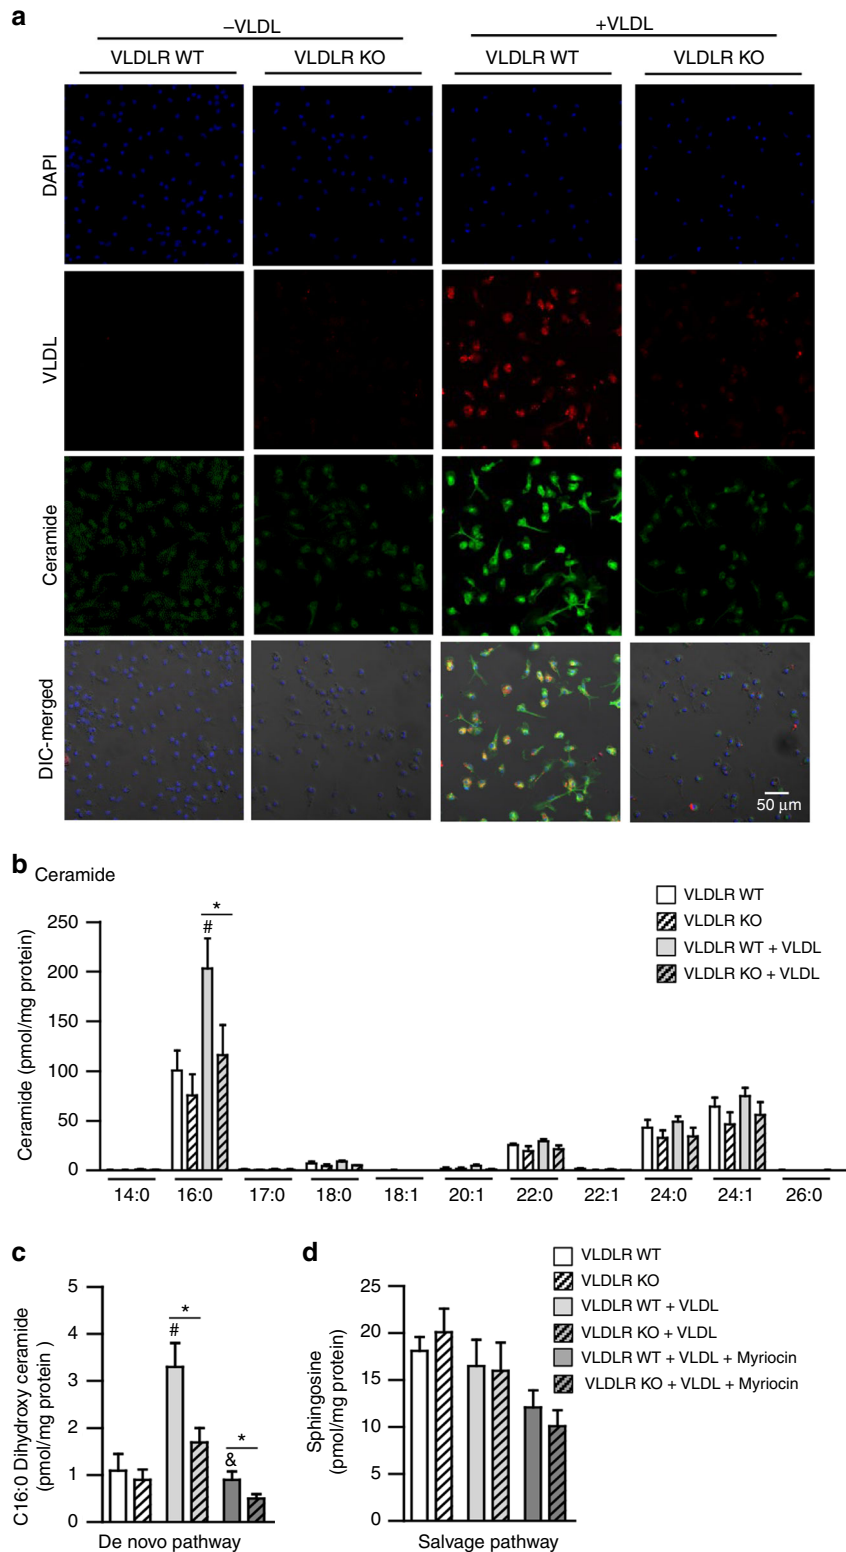 a
–VLDL
+VLDL
VLDLR WT
VLDLR KO
VLDLR WT
VLDLR KO
DAPI
VLDL
Ceramide
DIC-merged
50 μm
b
Ceramide
VLDLR WT
VLDLR KO
VLDLR WT + VLDL
VLDLR KO + VLDL
Ceramide (pmol/mg protein)
250
200
150
100
50
0
*
#
14:0
16:0
17:0
18:0
18:1
20:1
22:0
22:1
24:0
24:1
26:0
c
C16:0 Dihydroxy ceramide
(pmol/mg protein )
5
4
3
2
1
0
*
#
*
&
De novo pathway
d
Sphingosine
(pmol/mg protein)
25
20
15
10
5
0
Salvage pathway
VLDLR WT
VLDLR KO
VLDLR WT + VLDL
VLDLR KO + VLDL
VLDLR WT + VLDL + Myriocin
VLDLR KO + VLDL + Myriocin